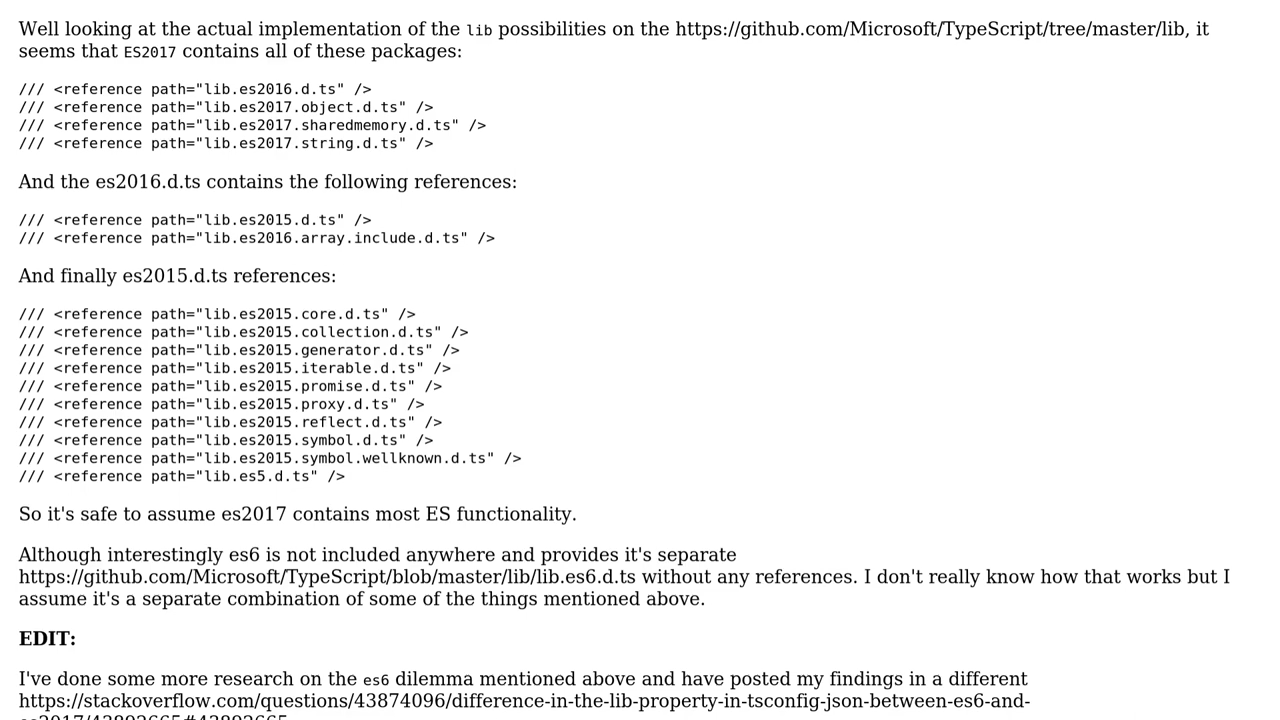 Well looking at the actual implementation of the lib possibilities on the https://github.com/Microsoft/TypeScript/tree/master/lib, it
seems that ES2017 contains all of these packages:
/// <reference path="lib.es2016.d.ts" />
/// <reference path="lib.es2017.object.d.ts" />
/// <reference path="lib.es2017.sharedmemory.d.ts" />
/// <reference path="lib.es2017.string.d.ts" />
And the es2016.d.ts contains the following references:
/// <reference path="lib.es2015.d.ts" />
/// <reference path="lib.es2016.array.include.d.ts" />
And finally es2015.d.ts references:
/// <reference path="lib.es2015.core.d.ts" />
/// <reference path="lib.es2015.collection.d.ts" />
/// <reference path="lib.es2015.generator.d.ts" />
/// <reference path="lib.es2015.iterable.d.ts" />
/// <reference path="lib.es2015.promise.d.ts" />
/// <reference path="lib.es2015.proxy.d.ts" />
/// <reference path="lib.es2015.reflect.d.ts" />
/// <reference path="lib.es2015.symbol.d.ts" />
/// <reference path="lib.es2015.symbol.wellknown.d.ts" />
/// <reference path="lib.es5.d.ts" />
So it's safe to assume es2017 contains most ES functionality.
Although interestingly es6 is not included anywhere and provides it's separate
https://github.com/Microsoft/TypeScript/blob/master/lib/lib.es6.d.ts without any references. I don't really know how that works but I
assume it's a separate combination of some of the things mentioned above.
EDIT:
I've done some more research on the es6 dilemma mentioned above and have posted my findings in a different
https://stackoverflow.com/questions/43874096/difference-in-the-lib-property-in-tsconfig-json-between-es6-and-